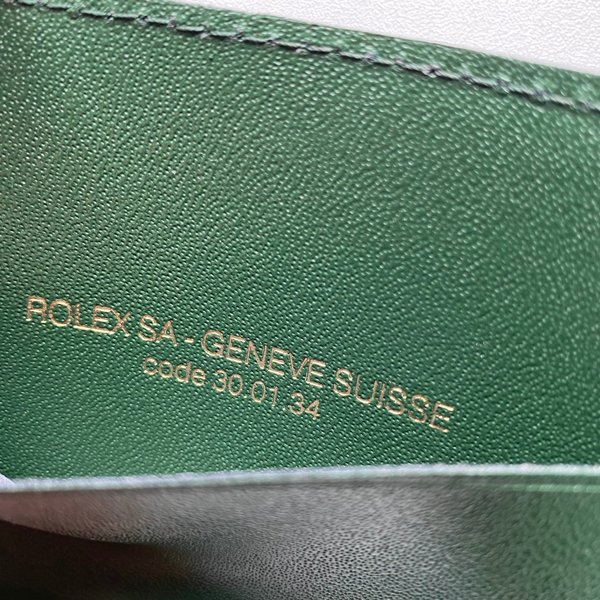 ROLEX SA - GENEVE SUISSE
code 30.01.34